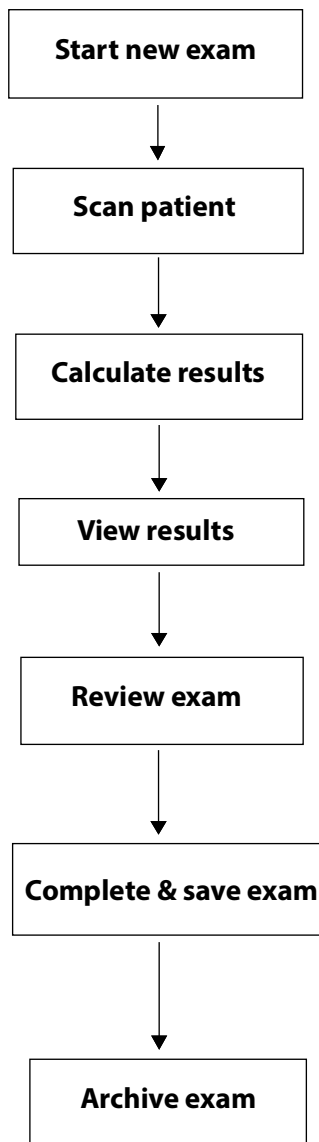 Start new exam
Scan patient
Calculate results
View results
Review exam
Complete & save exam
Archive exam